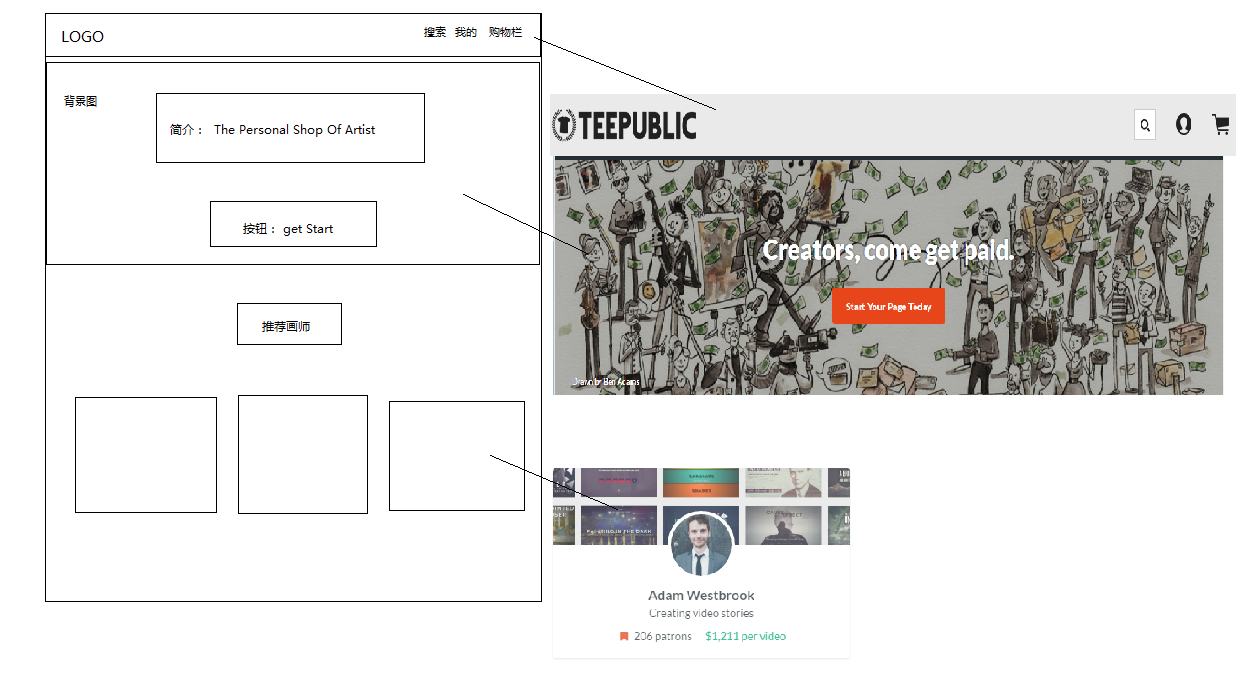 LOGO
搜索 我的 购物栏
背景图
简介： The Personal Shop Of Artist
按钮： get Start
推荐画师
TEEPUBLIC
Creators, come get paid.
Start Your Page Today
Drawn by Ben Adams
Adam Westbrook
Creating video stories
206 patrons $1,211 per video